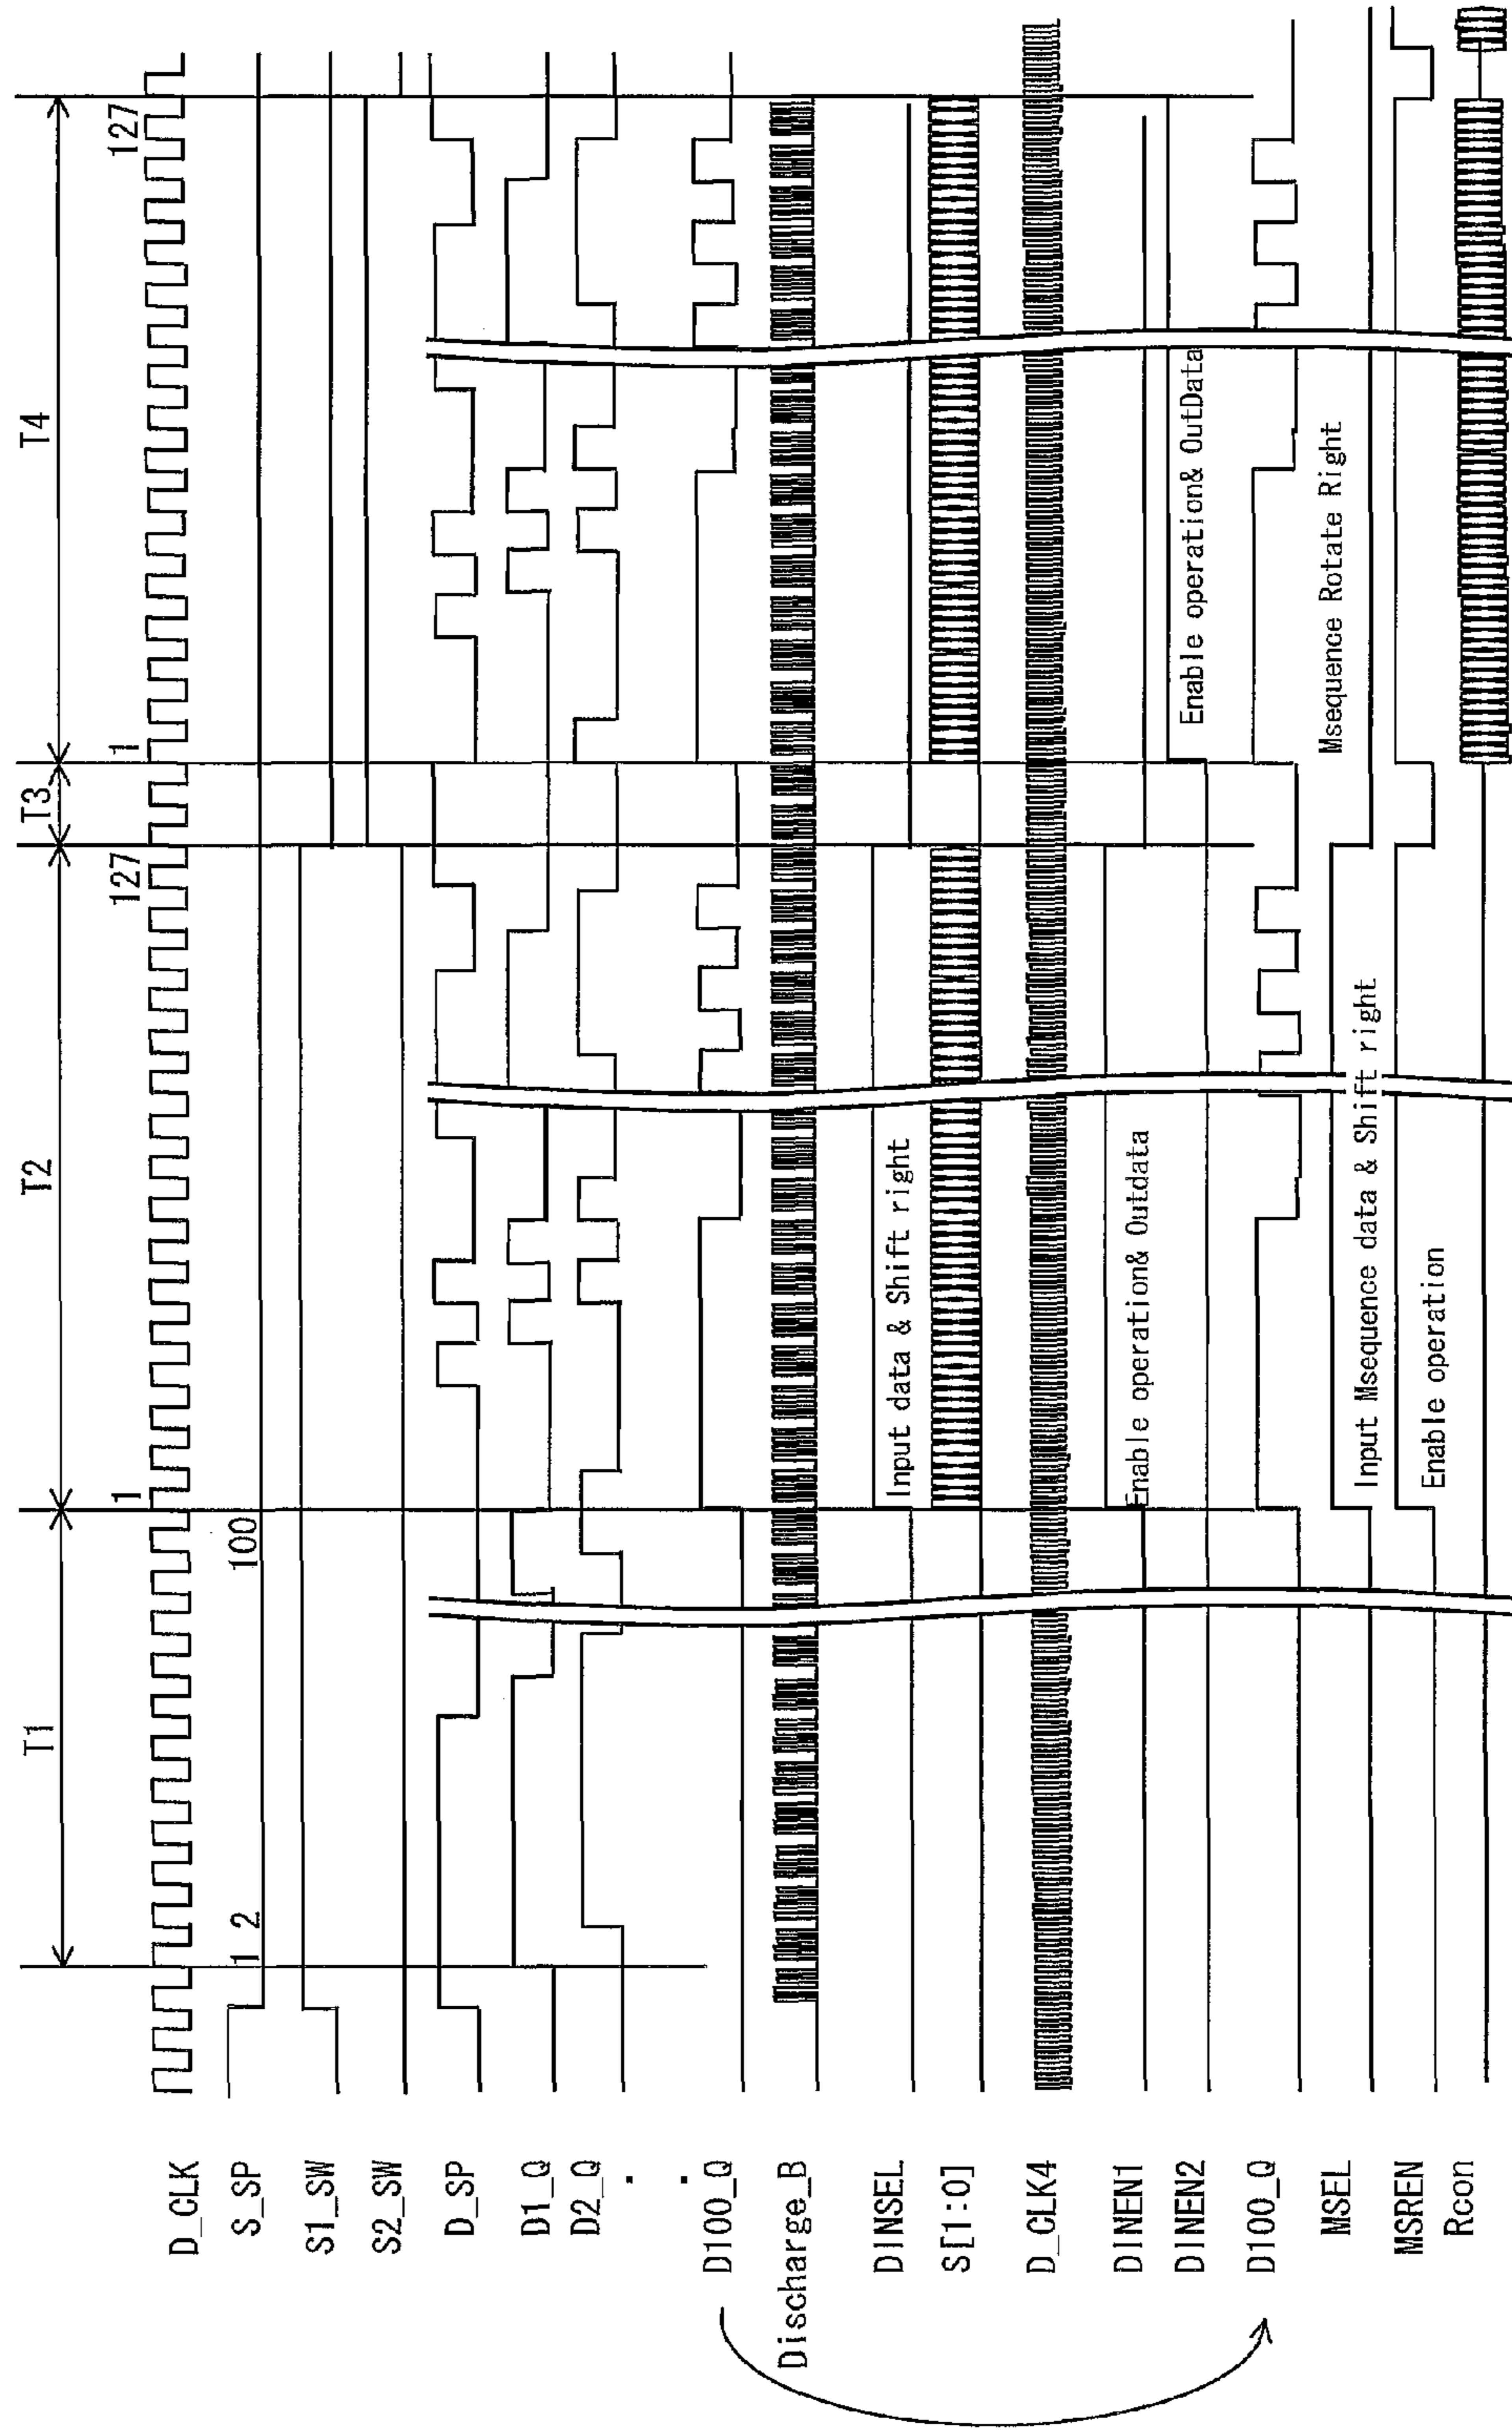 T1
T2
T3
T4
1
127
1
127
D_CLK
1 2
100
S_SP
S1_SW
S2_SW
D_SP
D1_Q
D2_Q
.
.
D100_Q
Discharge_B
DINSEL
Input data & Shift right
S[1:0]
D_CLK4
DINEN1
Enable operation& Outdata
DINEN2
Enable operation& OutData
D100_Q
MSEL
Input Msequence data & Shift right
Msequence Rotate Right
MSREN
Enable operation
Rcon